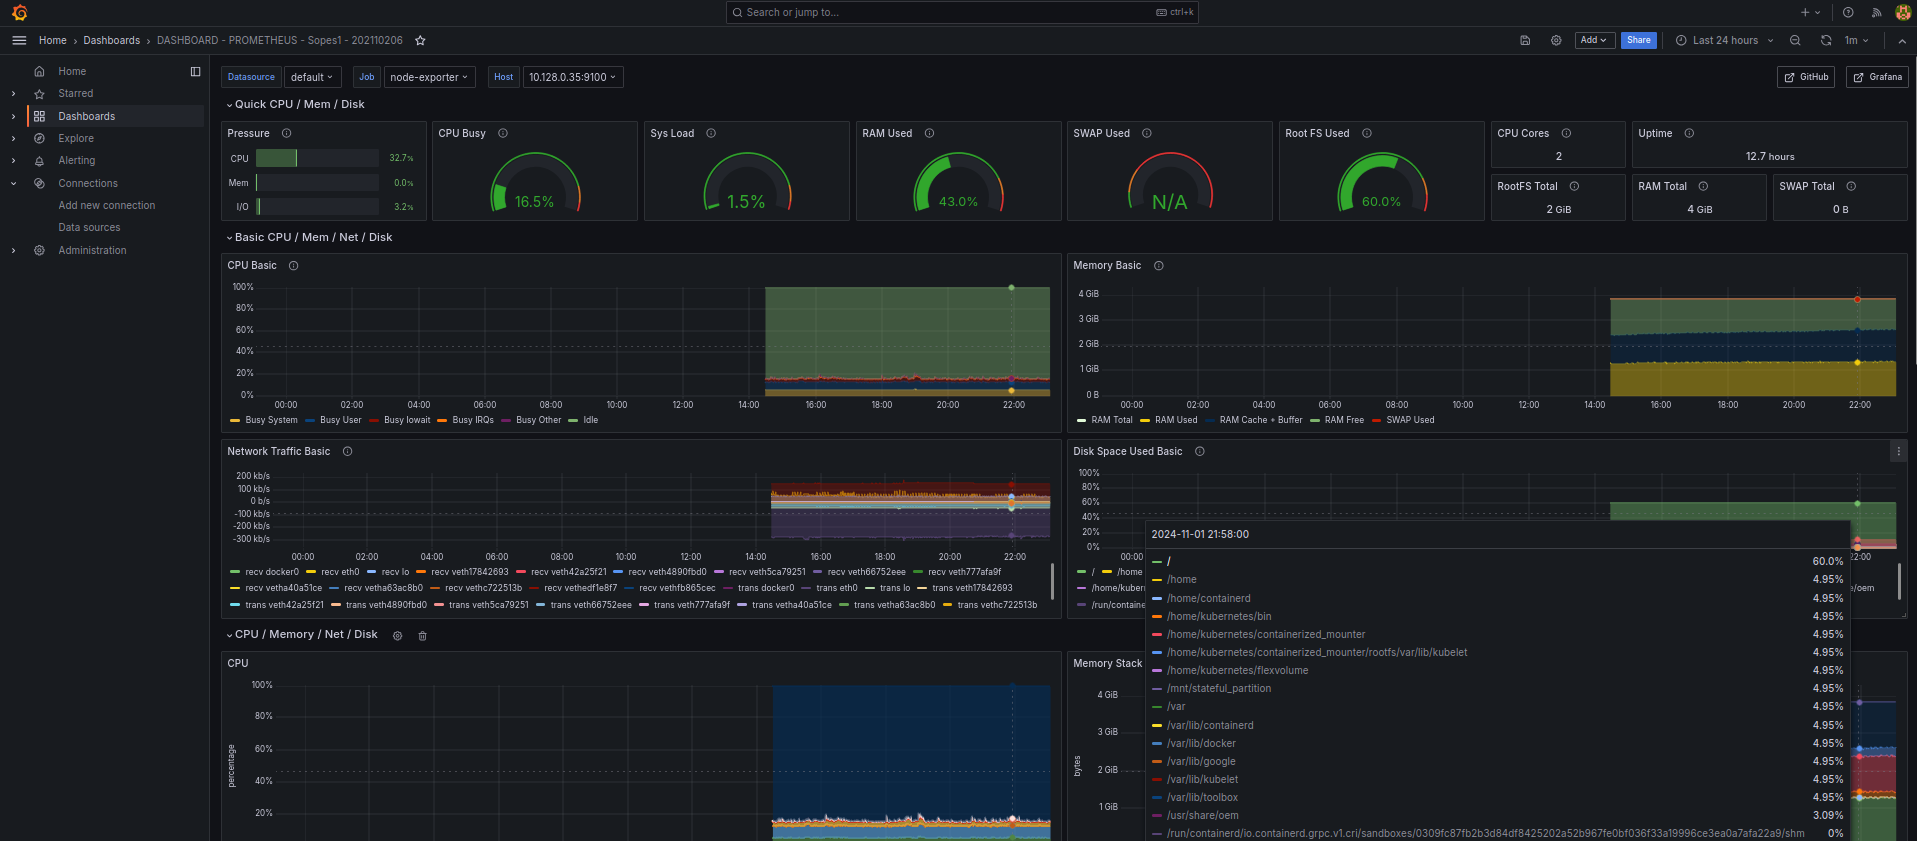 Search or jump to...
ctrl+k
Home › Dashboards › DASHBOARD - PROMETHEUS - Sopes1 - 202110206
Add
Share
Last 24 hours
1m
Home
Starred
Dashboards
Explore
Alerting
Connections
Add new connection
Data sources
Administration
Datasource default Job node-exporter Host 10.128.0.35:9100
GitHub
Grafana
Quick CPU / Mem / Disk
Pressure
CPU 32.7%
Mem 0.0%
I/O 3.2%
CPU Busy
16.5%
Sys Load
1.5%
RAM Used
43.0%
SWAP Used
N/A
Root FS Used
60.0%
CPU Cores
2
Uptime
12.7 hours
RootFS Total
2 GiB
RAM Total
4 GiB
SWAP Total
0 B
Basic CPU / Mem / Net / Disk
CPU Basic
100%
80%
60%
40%
20%
0%
00:00 02:00 04:00 06:00 08:00 10:00 12:00 14:00 16:00 18:00 20:00 22:00
Busy System Busy User Busy Iowait Busy IRQs Busy Other Idle
Memory Basic
4 GiB
3 GiB
2 GiB
1 GiB
0 B
00:00 02:00 04:00 06:00 08:00 10:00 12:00 14:00 16:00 18:00 20:00 22:00
RAM Total RAM Used RAM Cache + Buffer RAM Free SWAP Used
Network Traffic Basic
200 kb/s
100 kb/s
0 b/s
-100 kb/s
-200 kb/s
-300 kb/s
00:00 02:00 04:00 06:00 08:00 10:00 12:00 14:00 16:00 18:00 20:00 22:00
recv docker0 recv eth0 recv lo recv veth17842693 recv veth42a25f21 recv veth4890fbd0 recv veth5ca79251 recv veth66752eee recv veth777afa9f
recv vetha40a51ce recv vetha63ac8b0 recv vethc722513b recv vethedf1e8f7 recv vethfb865cec trans docker0 trans eth0 trans lo trans veth17842693
trans veth42a25f21 trans veth4890fbd0 trans veth5ca79251 trans veth66752eee trans veth777afa9f trans vetha40a51ce trans vetha63ac8b0 trans vethc722513b
Disk Space Used Basic
100%
80%
60%
40%
20%
0%
00:00
22:00
/ /home
/home/kuber
/oem
/run/containe
2024-11-01 21:58:00
/ 60.0%
/home 4.95%
/home/containerd 4.95%
/home/kubernetes/bin 4.95%
/home/kubernetes/containerized_mounter 4.95%
/home/kubernetes/containerized_mounter/rootfs/var/lib/kubelet 4.95%
/home/kubernetes/flexvolume 4.95%
/mnt/stateful_partition 4.95%
/var 4.95%
/var/lib/containerd 4.95%
/var/lib/docker 4.95%
/var/lib/google 4.95%
/var/lib/kubelet 4.95%
/var/lib/toolbox 4.95%
/usr/share/oem 3.09%
/run/containerd/io.containerd.grpc.v1.cri/sandboxes/0309fc87fb2b3d84df8425202a52b967fe0bf036f33a19996ce3ea0a7afa22a9/shm 0%
CPU / Memory / Net / Disk
CPU
100%
80%
60%
40%
20%
percentage
Memory Stack
4 GiB
3 GiB
2 GiB
1 GiB
bytes